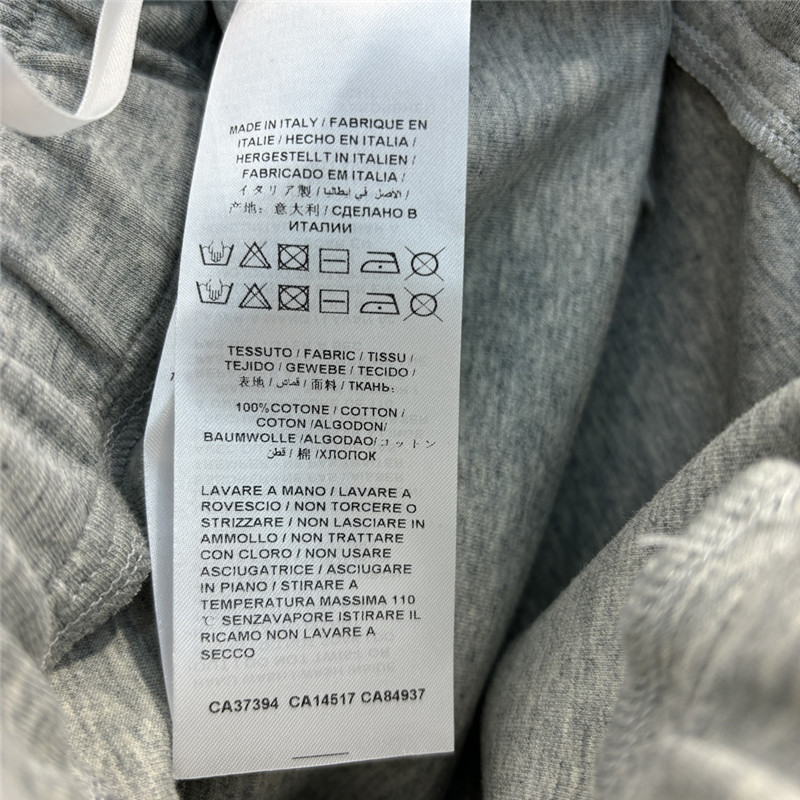 MADE IN ITALY / FABRIQUE EN
ITALIE / HECHO EN ITALIA /
HERGESTELLT IN ITALIEN /
FABRICADO EM ITALIA /
イタリア製 / الاصل في ايطاليا /
产地: 意大利 / СДЕЛАНО В
ИТАЛИИ
TESSUTO / FABRIC / TISSU /
TEJIDO / GEWEBE / TECIDO /
表地 / قماش / 面料 / ТКАНЬ:
100%COTONE / COTTON /
COTON /ALGODON/
BAUMWOLLE /ALGODAO/ コットン
قطن / 棉 /ХЛОПОК
LAVARE A MANO / LAVARE A
ROVESCIO / NON TORCERE O
STRIZZARE / NON LASCIARE IN
AMMOLLO / NON TRATTARE
CON CLORO / NON USARE
ASCIUGATRICE / ASCIUGARE
IN PIANO / STIRARE A
TEMPERATURA MASSIMA 110
℃ SENZAVAPORE ISTIRARE IL
RICAMO NON LAVARE A
SECCO
CA37394 CA14517 CA84937